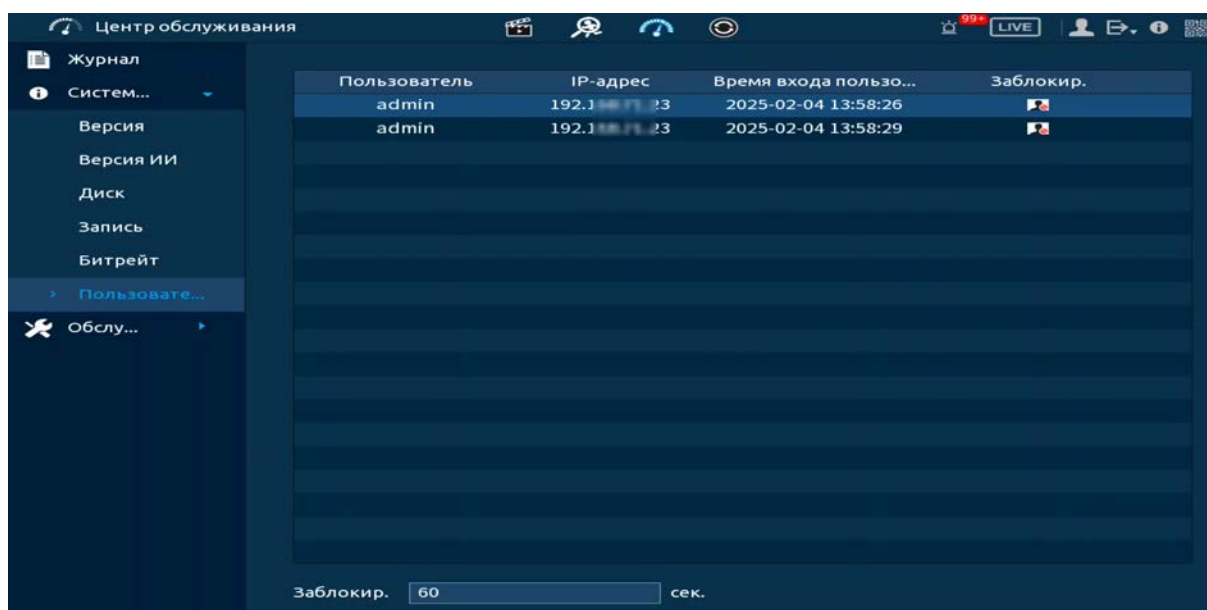 Центр обслуживания
99+
LIVE
Журнал
Систем...
Версия
Версия ИИ
Диск
Запись
Битрейт
Пользовате...
Обслу...
Пользователь IP-адрес Время входа пользо... Заблокир.
admin 2025-02-04 13:58:26
admin 2025-02-04 13:58:29
Заблокир. 60 сек.